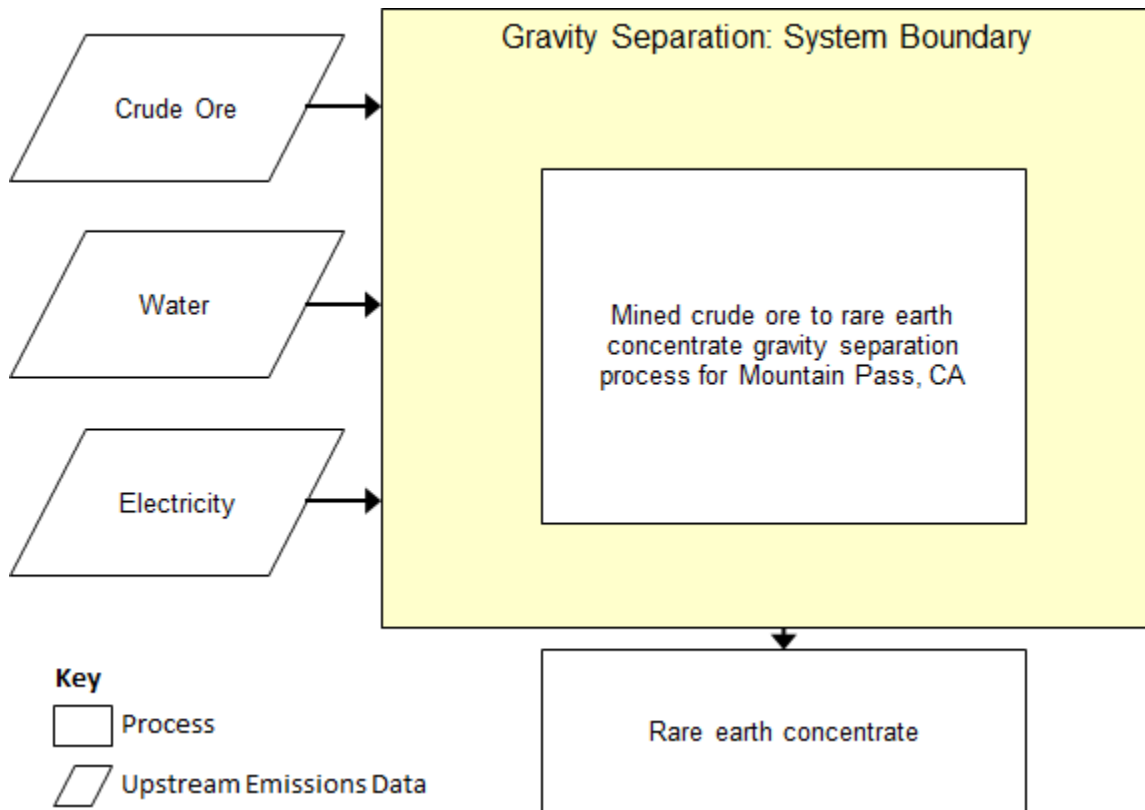 Gravity Separation: System Boundary
Crude Ore
Water
Electricity
Mined crude ore to rare earth
concentrate gravity separation
process for Mountain Pass, CA
Rare earth concentrate
Key
Process
Upstream Emissions Data